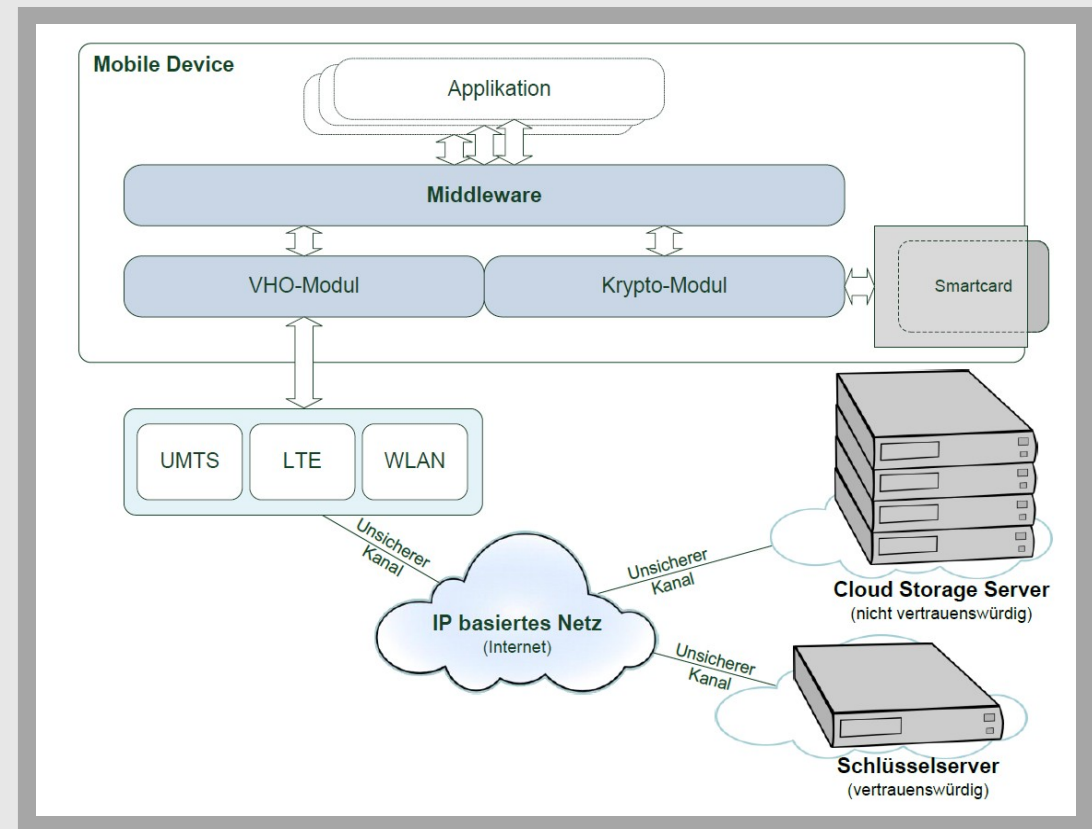 Mobile Device
Applikation
Middleware
VHO-Modul
Krypto-Modul
Smartcard
UMTS
LTE
WLAN
Unsicherer
Kanal
Unsicherer
Kanal
Cloud Storage Server
(nicht vertrauenswürdig)
IP basiertes Netz
(Internet)
Unsicherer
Kanal
Schlüsselserver
(vertrauenswürdig)